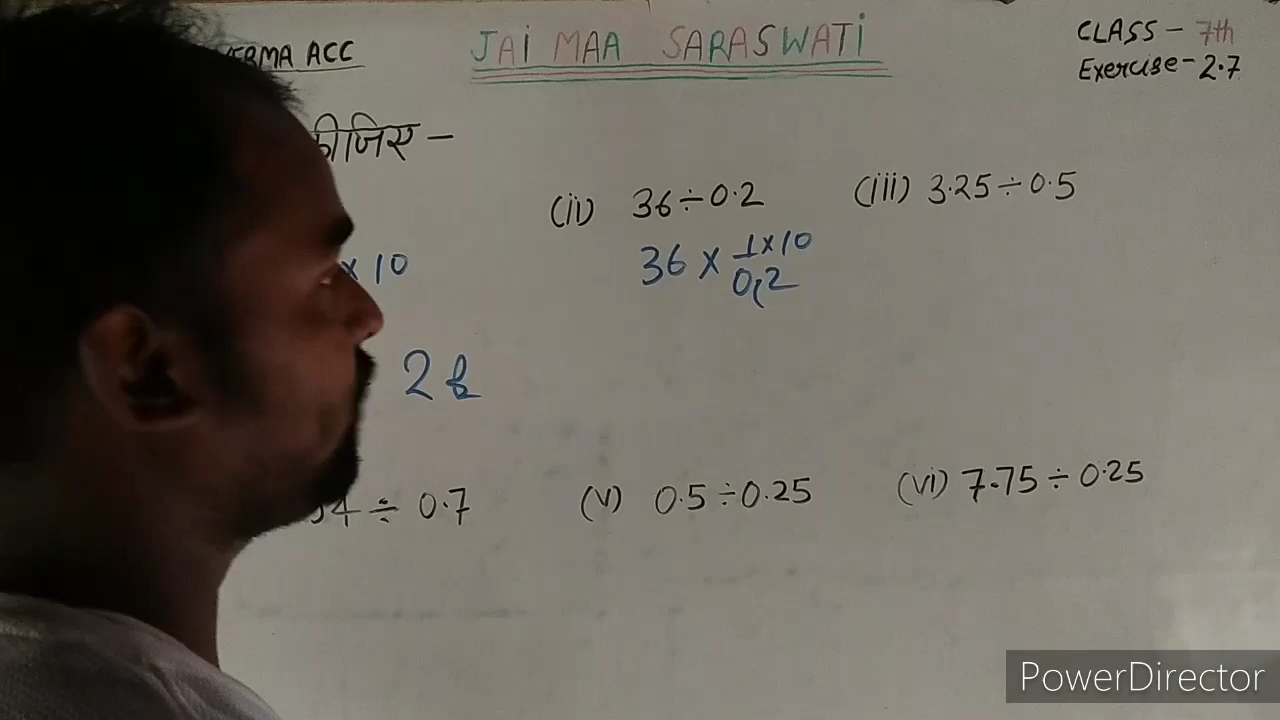 ERMA ACC
JAI MAA SARASWATI
CLASS - 7th
Exercise - 2.7
कीजिए -
(ii) 36 ÷ 0.2
(iii) 3.25 ÷ 0.5
× 10
36 × 1×10
0.2
2
4 ÷ 0.7
(v) 0.5 ÷ 0.25
(vi) 7.75 ÷ 0.25
PowerDirector